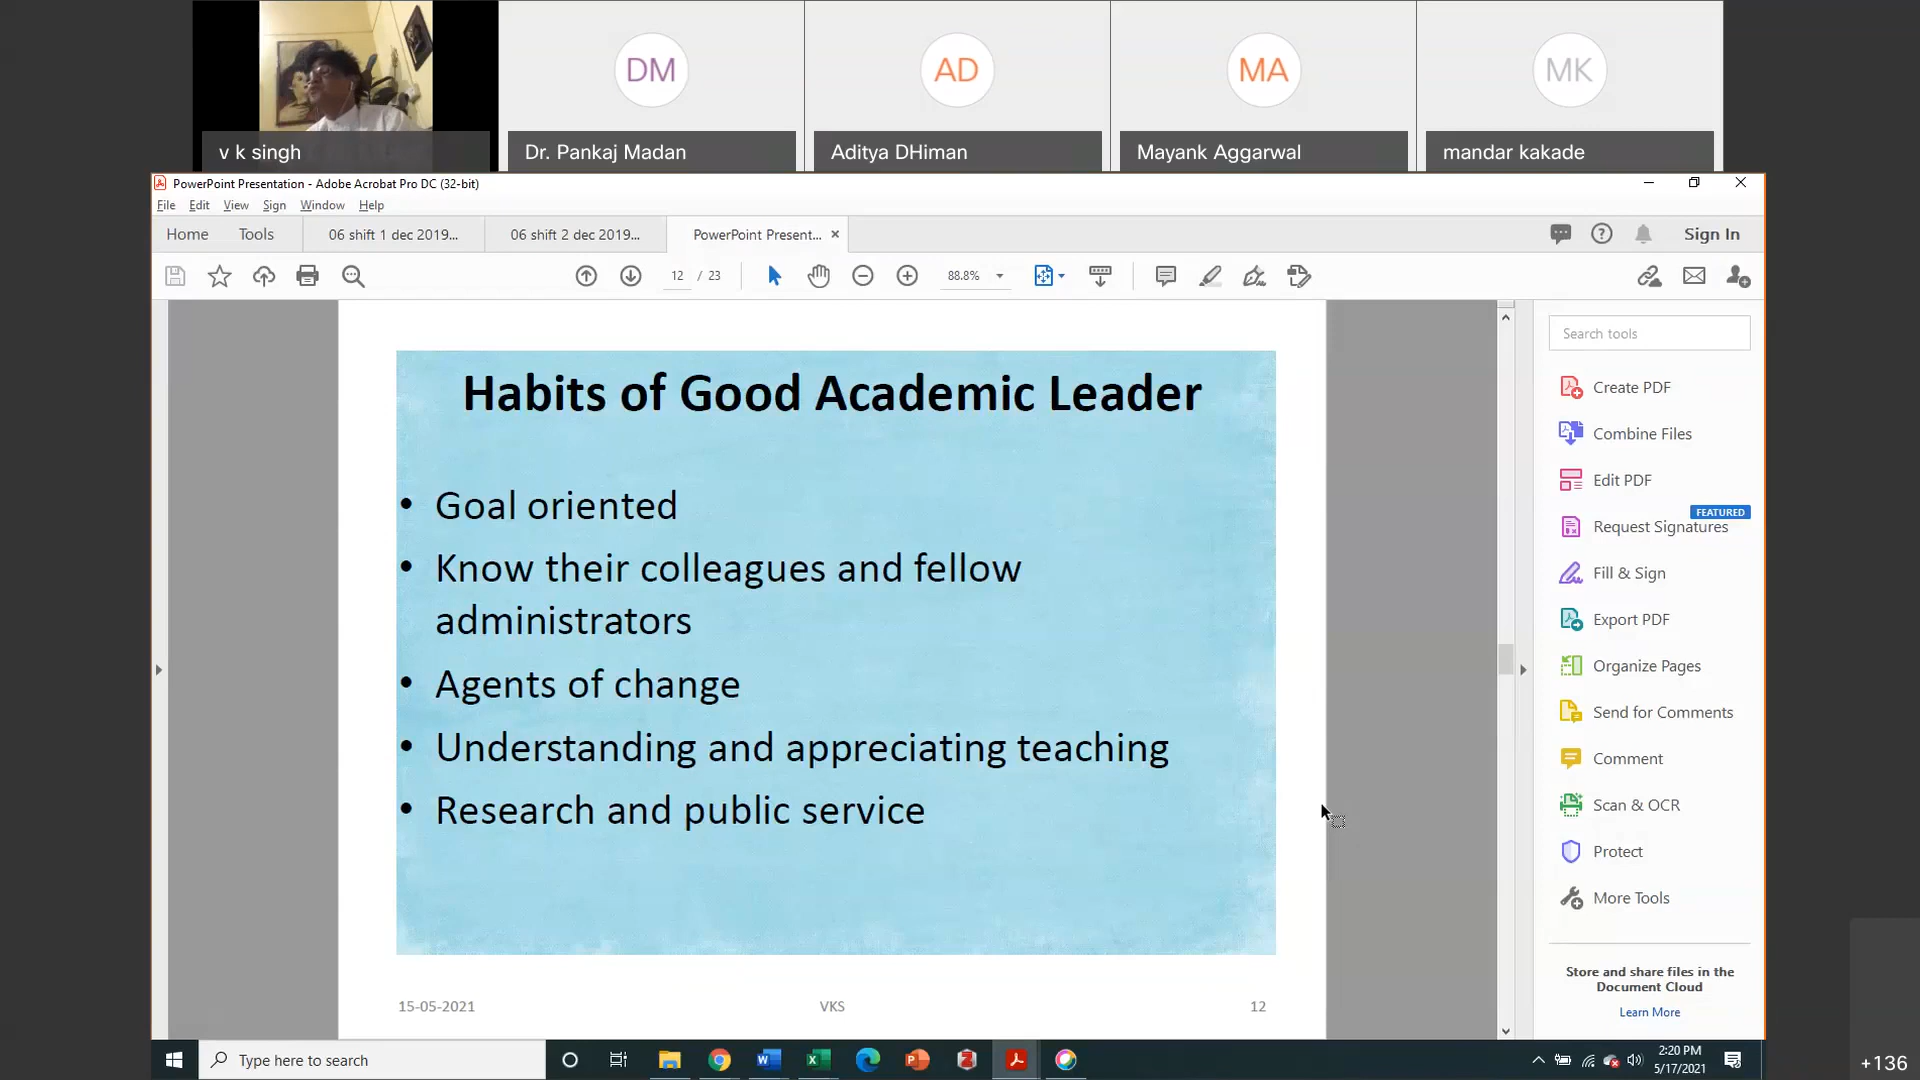 DM
AD
MA
MK
v k singh
Dr. Pankaj Madan
Aditya DHiman
Mayank Aggarwal
mandar kakade
PowerPoint Presentation - Adobe Acrobat Pro DC (32-bit)
File Edit View Sign Window Help
Home Tools 06 shift 1 dec 2019... 06 shift 2 dec 2019... PowerPoint Present... × Sign In
12 / 23 88.8%
Search tools
Habits of Good Academic Leader
• Goal oriented
• Know their colleagues and fellow
administrators
• Agents of change
• Understanding and appreciating teaching
• Research and public service
15-05-2021 VKS 12
Create PDF
Combine Files
Edit PDF
FEATURED
Request Signatures
Fill & Sign
Export PDF
Organize Pages
Send for Comments
Comment
Scan & OCR
Protect
More Tools
Store and share files in the
Document Cloud
Learn More
Type here to search
2:20 PM
5/17/2021
+136